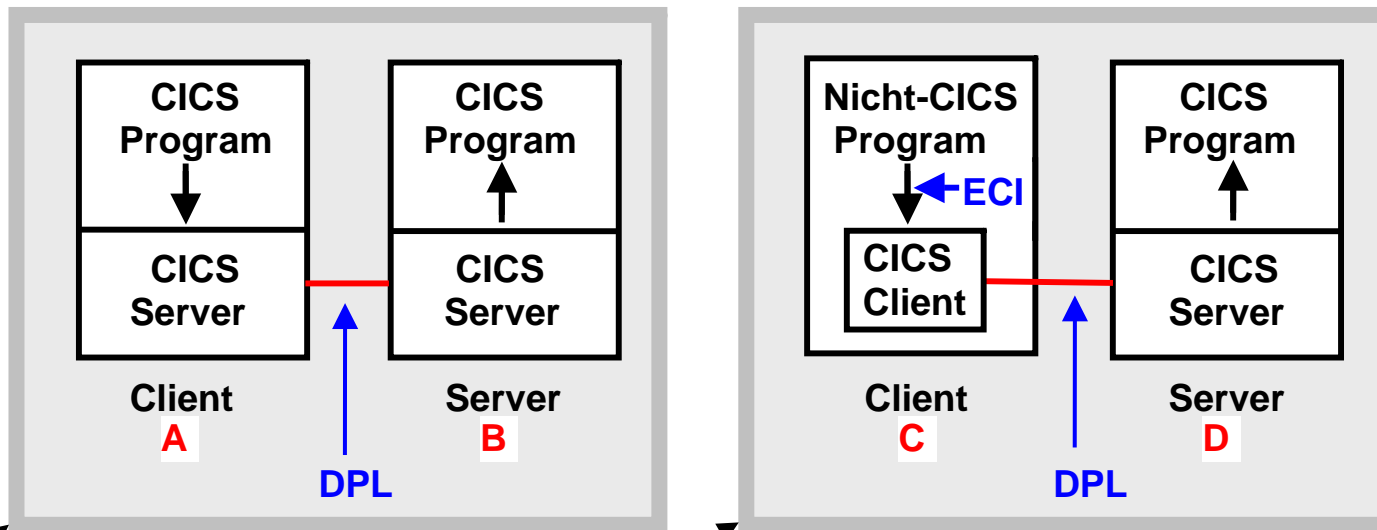 CICS
Program
CICS
Server
Client
A
CICS
Program
CICS
Server
Server
B
DPL
Nicht-CICS
Program
ECI
CICS
Client
Client
C
CICS
Program
CICS
Server
Server
D
DPL